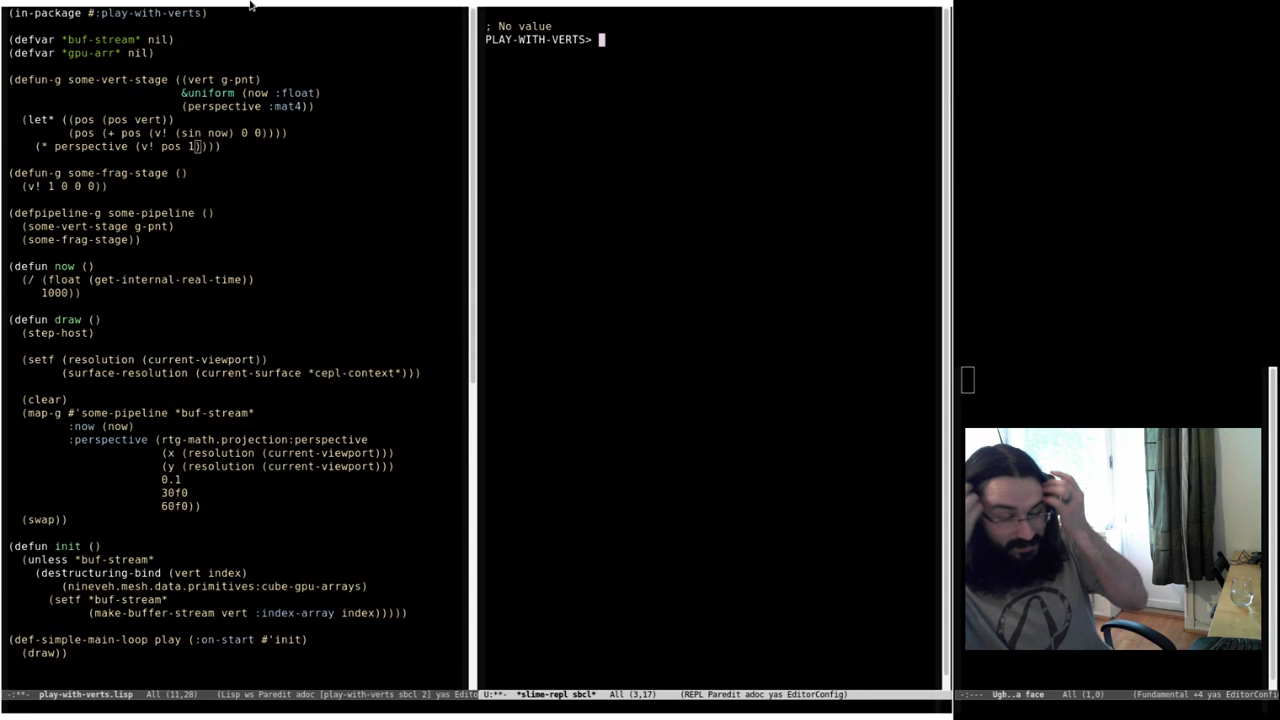 (in-package #:play-with-verts)
(defvar *buf-stream* nil)
(defvar *gpu-arr* nil)
(defun-g some-vert-stage ((vert g-pnt)
                          &uniform (now :float)
                          (perspective :mat4))
  (let* ((pos (pos vert))
         (pos (+ pos (v! (sin now) 0 0))))
    (* perspective (v! pos 1))))
(defun-g some-frag-stage ()
  (v! 1 0 0 0))
(defpipeline-g some-pipeline ()
  (some-vert-stage g-pnt)
  (some-frag-stage))
(defun now ()
  (/ (float (get-internal-real-time))
     1000))
(defun draw ()
  (step-host)
  (setf (resolution (current-viewport))
        (surface-resolution (current-surface *cepl-context*)))
  (clear)
  (map-g #'some-pipeline *buf-stream*
         :now (now)
         :perspective (rtg-math.projection:perspective
                       (x (resolution (current-viewport)))
                       (y (resolution (current-viewport)))
                       0.1
                       30f0
                       60f0))
  (swap))
(defun init ()
  (unless *buf-stream*
    (destructuring-bind (vert index)
        (nineveh.mesh.data.primitives:cube-gpu-arrays)
      (setf *buf-stream*
            (make-buffer-stream vert :index-array index)))))
(def-simple-main-loop play (:on-start #'init)
  (draw))
-:**-  play-with-verts.lisp   All (11,28)   (Lisp ws Paredit adoc [play-with-verts sbcl 2] yas Edito
; No value
PLAY-WITH-VERTS>
U:**-  *slime-repl sbcl*   All (3,17)   (REPL Paredit adoc yas EditorConfig)
-:---  Ugh..a face   All (1,0)   (Fundamental +4 yas EditorConfi